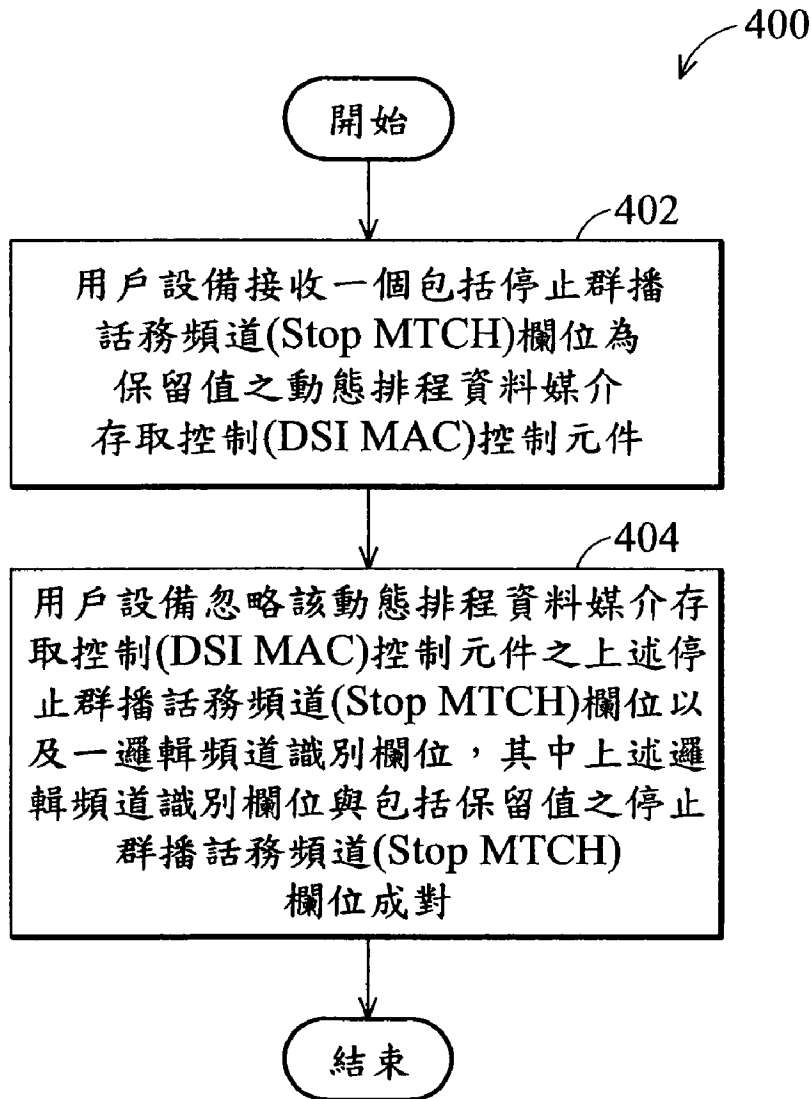 400
開始
402
用戶設備接收一個包括停止群播
話務頻道(Stop MTCH)欄位為
保留值之動態排程資料媒介
存取控制(DSI MAC)控制元件
404
用戶設備忽略該動態排程資料媒介存
取控制(DSI MAC)控制元件之上述停
止群播話務頻道(Stop MTCH)欄位以
及一邏輯頻道識別欄位，其中上述邏
輯頻道識別欄位與包括保留值之停止
群播話務頻道(Stop MTCH)
欄位成對
結束